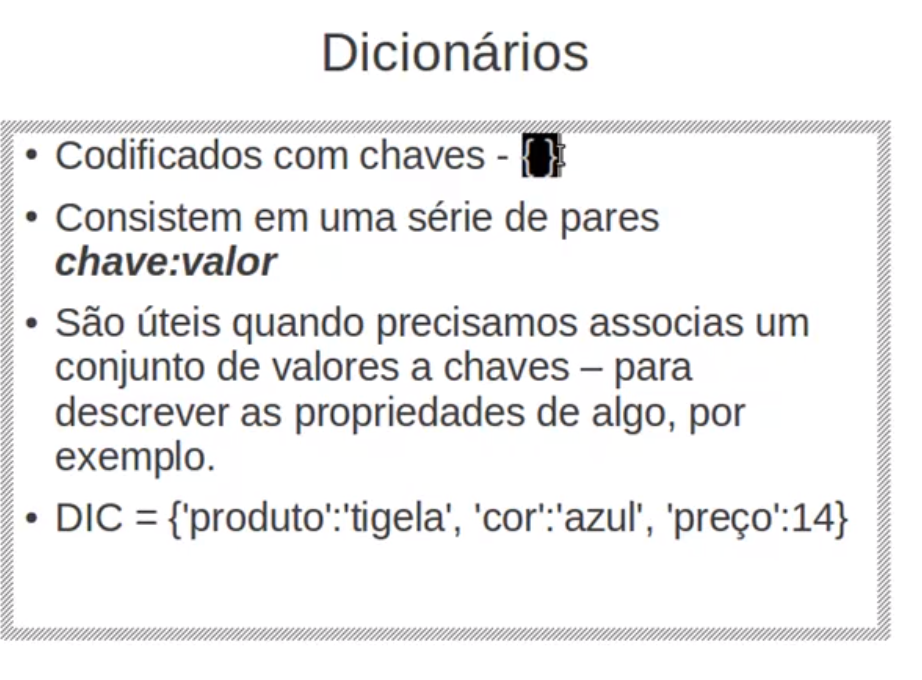 Dicionários
• Codificados com chaves - {}
• Consistem em uma série de pares
chave:valor
• São úteis quando precisamos associas um
conjunto de valores a chaves – para
descrever as propriedades de algo, por
exemplo.
• DIC = {'produto':'tigela', 'cor':'azul', 'preço':14}